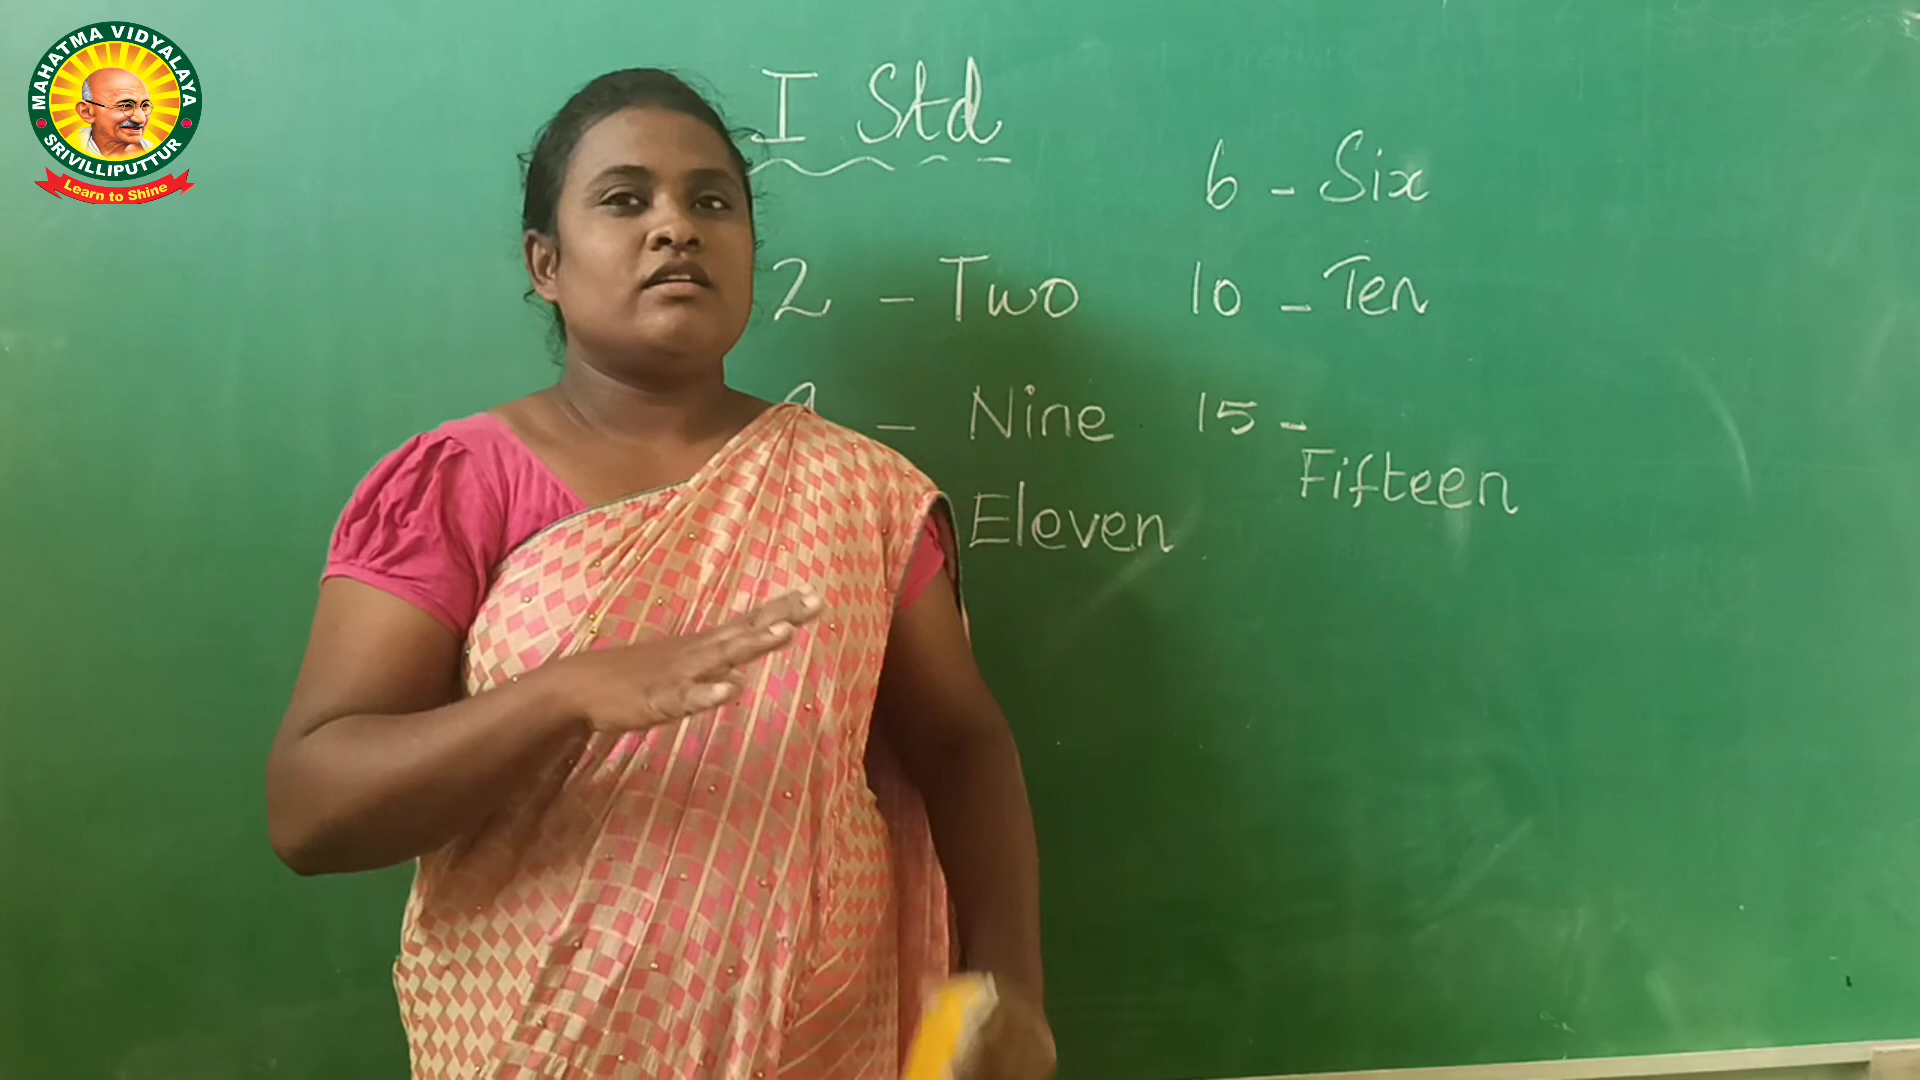 MAHATMA VIDYALAYA
SRIVILLIPUTTUR
Learn to Shine
I Std
2 - Two
- Nine
Eleven
6 - Six
10 - Ten
15 -
Fifteen